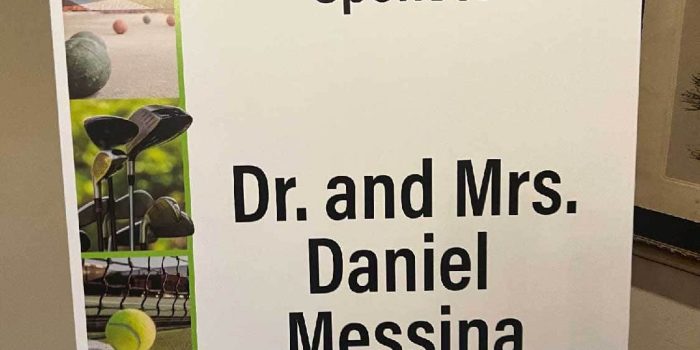 Dr. and Mrs.
Daniel
Messina